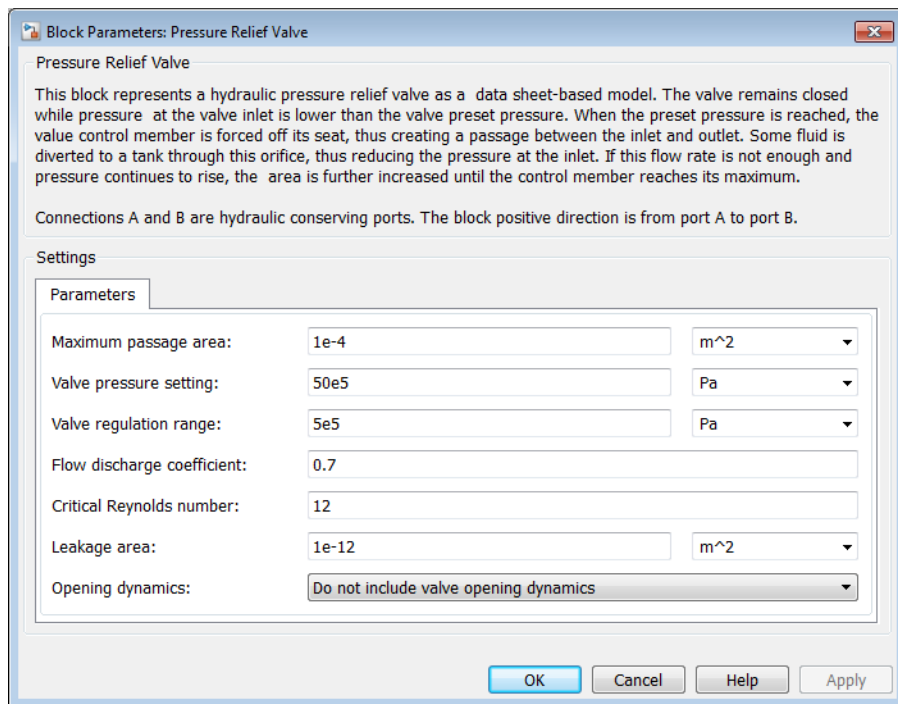 Block Parameters: Pressure Relief Valve
Pressure Relief Valve
This block represents a hydraulic pressure relief valve as a data sheet-based model. The valve remains closed
while pressure at the valve inlet is lower than the valve preset pressure. When the preset pressure is reached, the
value control member is forced off its seat, thus creating a passage between the inlet and outlet. Some fluid is
diverted to a tank through this orifice, thus reducing the pressure at the inlet. If this flow rate is not enough and
pressure continues to rise, the area is further increased until the control member reaches its maximum.
Connections A and B are hydraulic conserving ports. The block positive direction is from port A to port B.
Settings
Parameters
Maximum passage area: 1e-4 m^2
Valve pressure setting: 50e5 Pa
Valve regulation range: 5e5 Pa
Flow discharge coefficient: 0.7
Critical Reynolds number: 12
Leakage area: 1e-12 m^2
Opening dynamics: Do not include valve opening dynamics
OK Cancel Help Apply